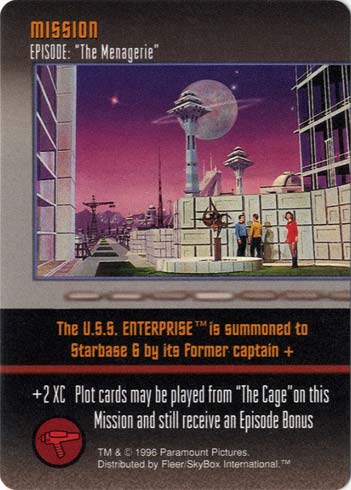 MISSION
EPISODE: "The Menagerie"
The U.S.S. ENTERPRISE™ is summoned to
Starbase 6 by its former captain +
+2 XC Plot cards may be played from "The Cage" on this
Mission and still receive an Episode Bonus
TM & © 1996 Paramount Pictures.
Distributed by Fleer/SkyBox International.™